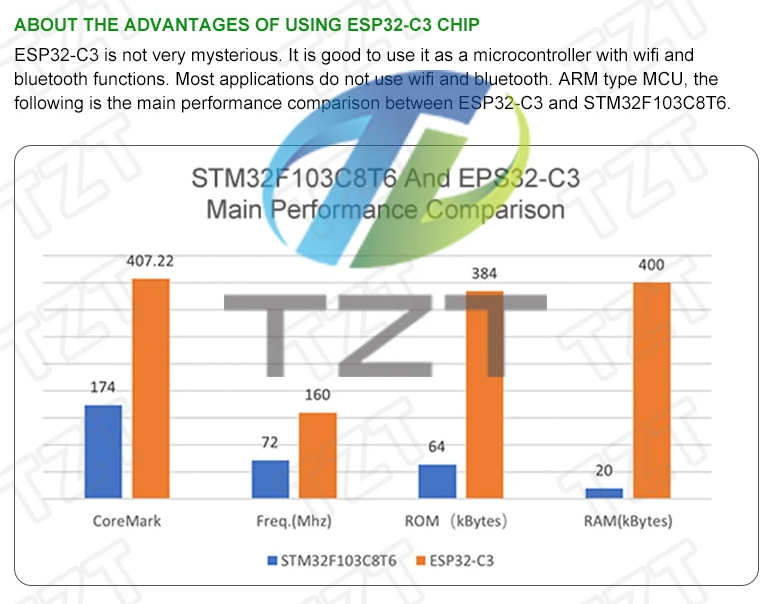 ABOUT THE ADVANTAGES OF USING ESP32-C3 CHIP
ESP32-C3 is not very mysterious. It is good to use it as a microcontroller with wifi and
bluetooth functions. Most applications do not use wifi and bluetooth. ARM type MCU, the
following is the main performance comparison between ESP32-C3 and STM32F103C8T6.
STM32F103C8T6 And EPS32-C3
Main Performance Comparison
407.22
384
400
174
160
72
64
20
TZT
CoreMark
Freq.(Mhz)
ROM（kBytes）
RAM(kBytes)
STM32F103C8T6
ESP32-C3